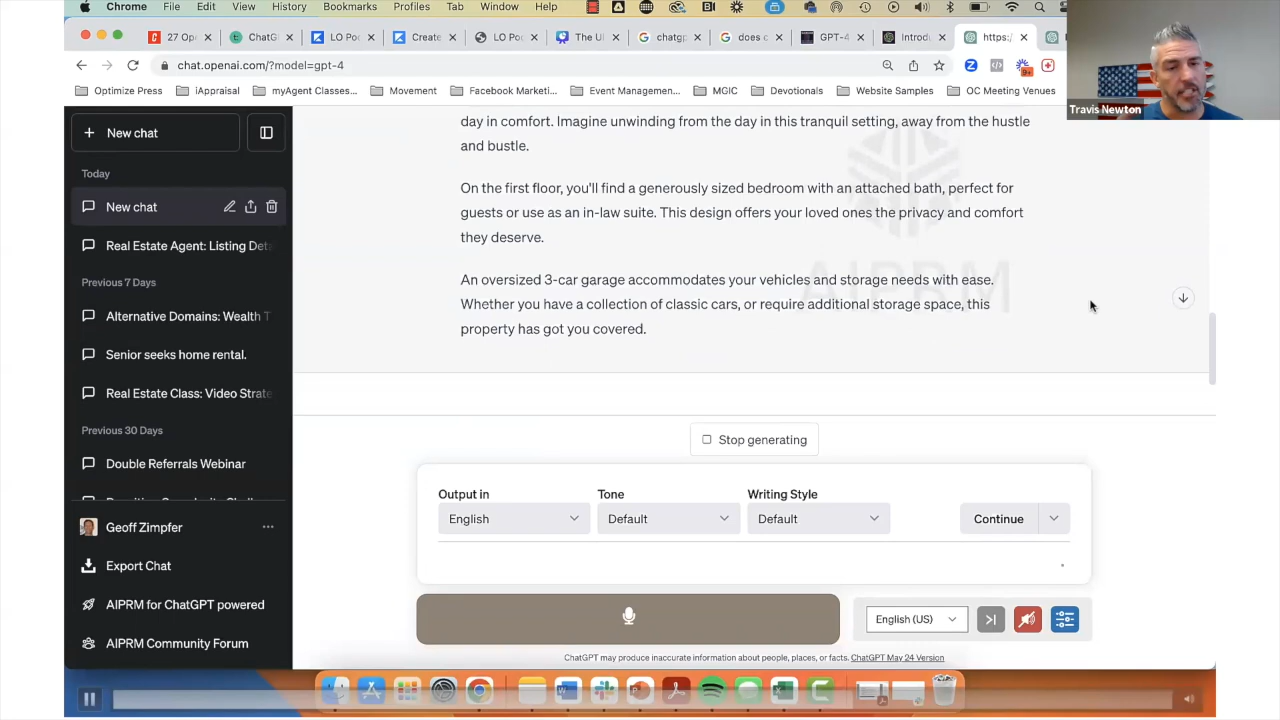 Chrome File Edit View History Bookmarks Profiles Tab Window Help
27 Op
ChatG
LO Poc
Create
LO Poc
The UI
chatgp
does c
GPT-4
Introdu
https:/
chat.openai.com/?model=gpt-4
9+
Optimize Press
iAppraisal
myAgent Classes...
Movement
Facebook Marketi...
Event Managemen...
MGIC
Devotionals
Website Samples
OC Meeting Venues
Travis Newton
New chat
Today
New chat
Real Estate Agent: Listing Deta
Previous 7 Days
Alternative Domains: Wealth T
Senior seeks home rental.
Real Estate Class: Video Strate
Previous 30 Days
Double Referrals Webinar
Geoff Zimpfer
Export Chat
AIPRM for ChatGPT powered
AIPRM Community Forum
day in comfort. Imagine unwinding from the day in this tranquil setting, away from the hustle
and bustle.
On the first floor, you'll find a generously sized bedroom with an attached bath, perfect for
guests or use as an in-law suite. This design offers your loved ones the privacy and comfort
they deserve.
An oversized 3-car garage accommodates your vehicles and storage needs with ease.
Whether you have a collection of classic cars, or require additional storage space, this
property has got you covered.
AIPRM
Stop generating
Output in
Tone
Writing Style
English
Default
Default
Continue
English (US)
ChatGPT may produce inaccurate information about people, places, or facts. ChatGPT May 24 Version